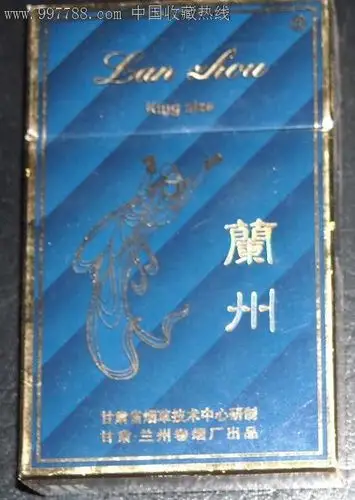 www.997788.com 中国收藏热线
Lan Jiou
King Size
蘭
州
甘肃省烟草技术中心研制
甘肃·兰州卷烟厂出品